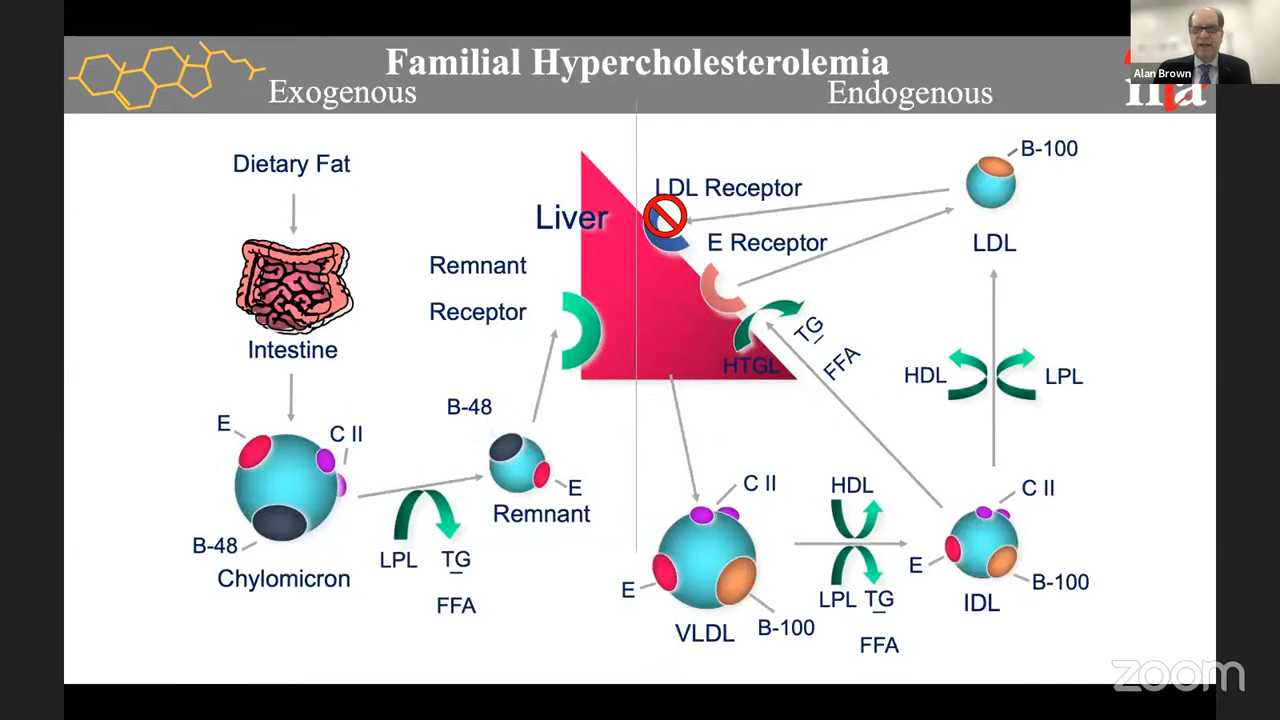 Familial Hypercholesterolemia
Exogenous
Endogenous
Alan Brown
Dietary Fat
Intestine
E
C II
B-48
Chylomicron
LPL
TG
FFA
B-48
E
Remnant
Remnant
Receptor
Liver
LDL Receptor
E Receptor
HTGL
TG
FFA
B-100
LDL
HDL
LPL
C II
E
B-100
VLDL
HDL
LPL TG
FFA
C II
E
B-100
IDL
zoom